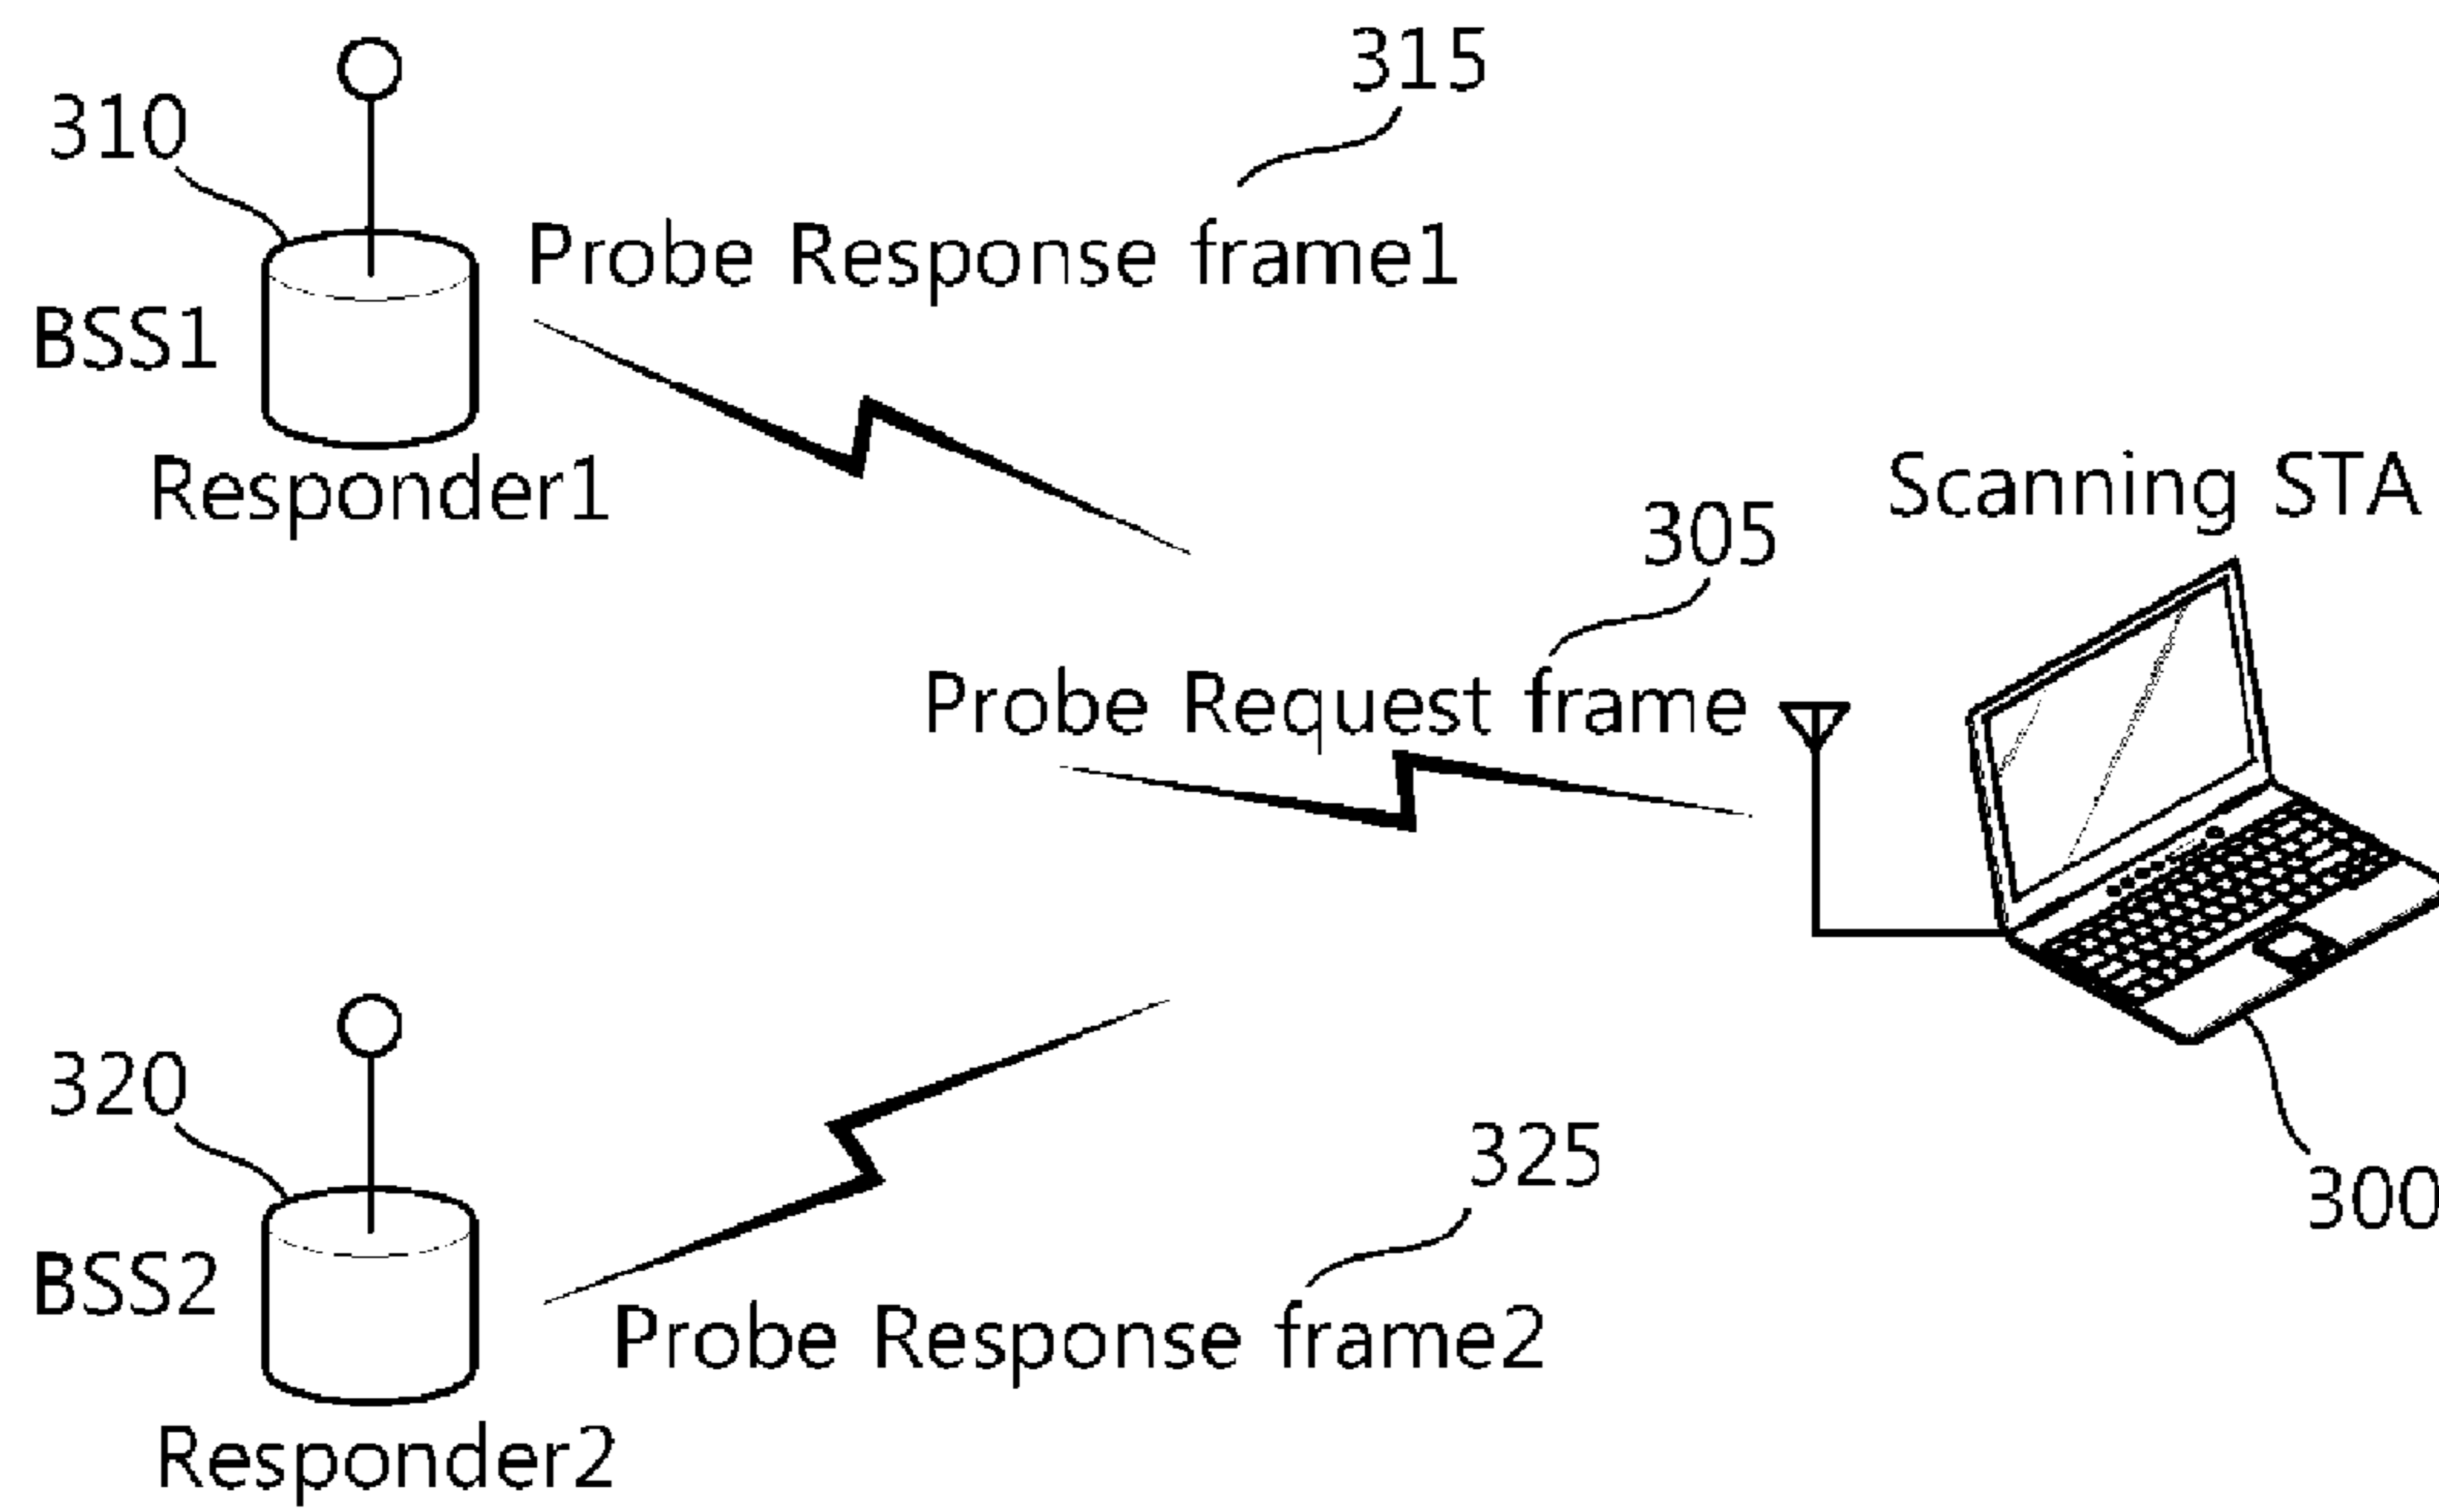 315
310
Probe Response frame1
BSS1
Responder1
Scanning STA
305
Probe Request frame
320
325
300
BSS2
Probe Response frame2
Responder2